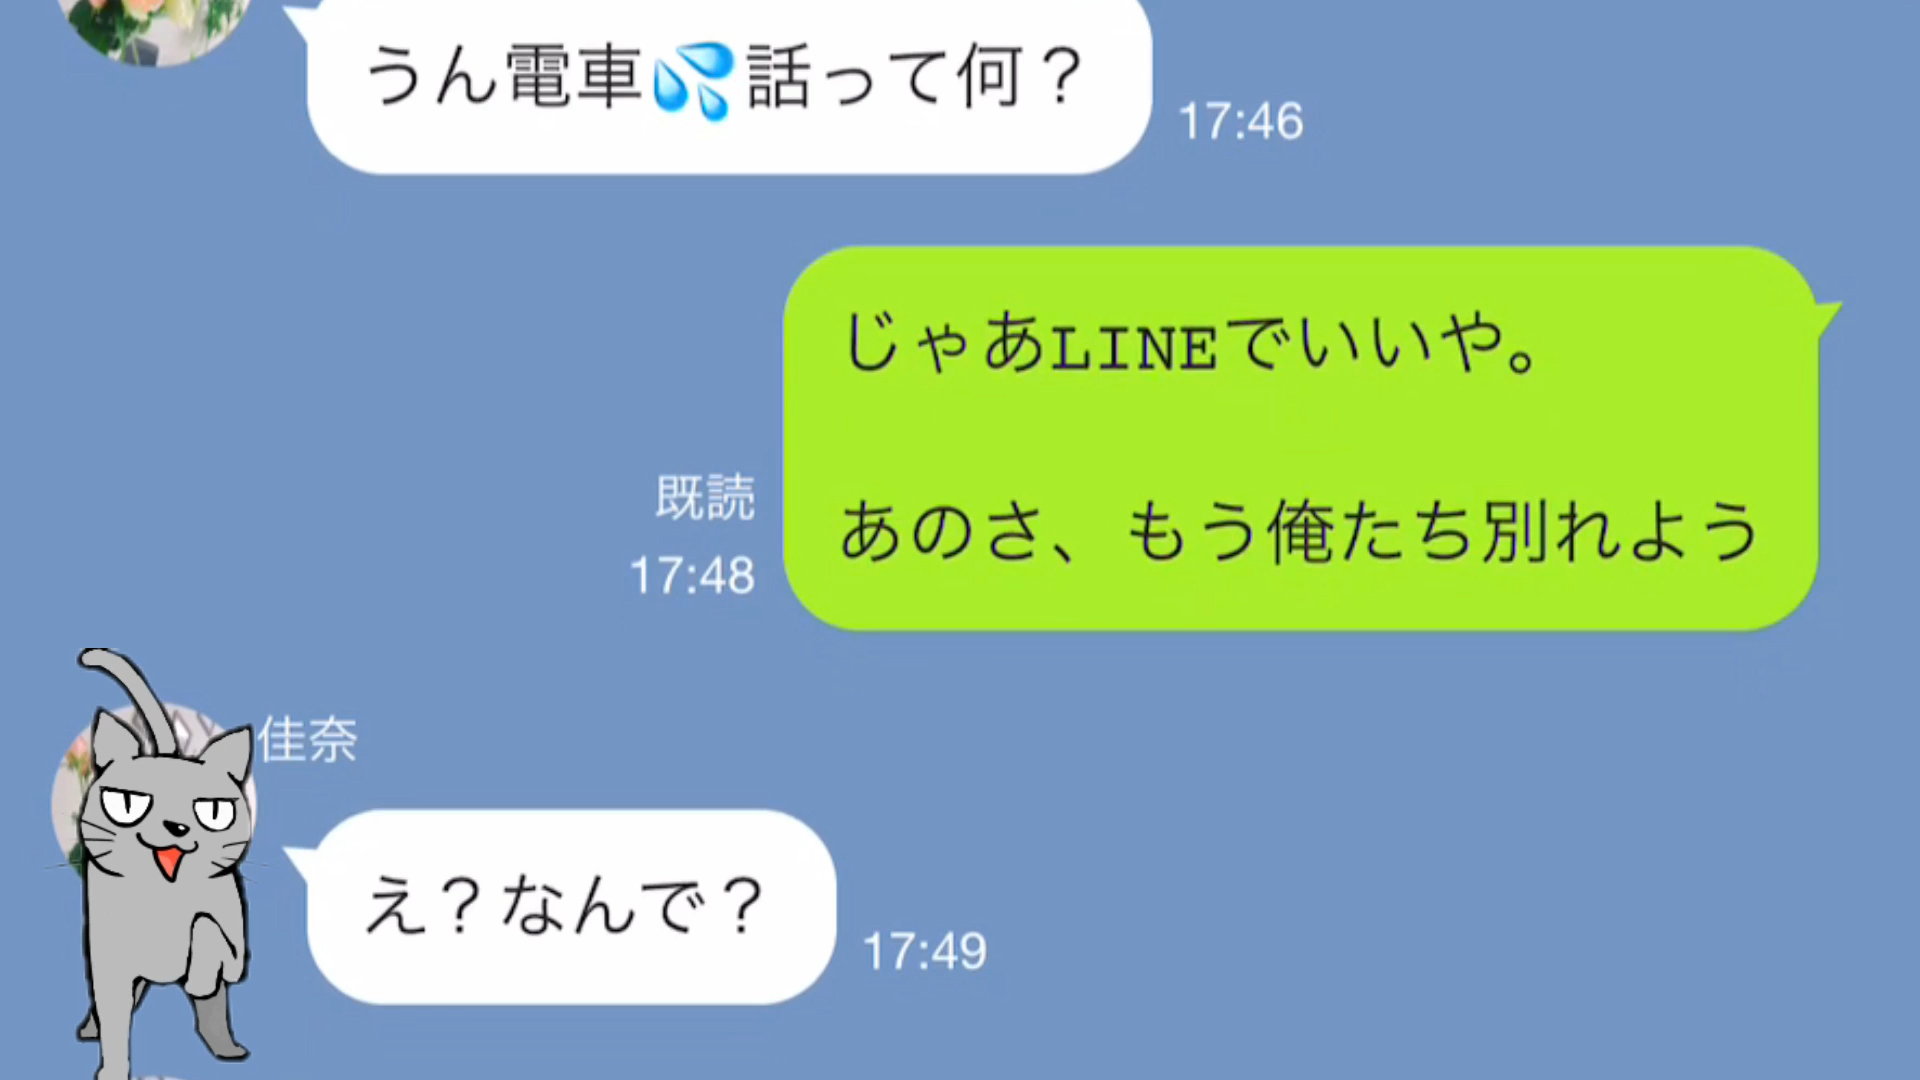 うん電車💦話って何？
17:46
じゃあLINEでいいや。
あのさ、もう俺たち別れよう
既読
17:48
佳奈
え？なんで？
17:49